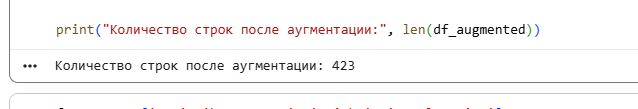 print("Количество строк после аугментации:", len(df_augmented))
••• Количество строк после аугментации: 423